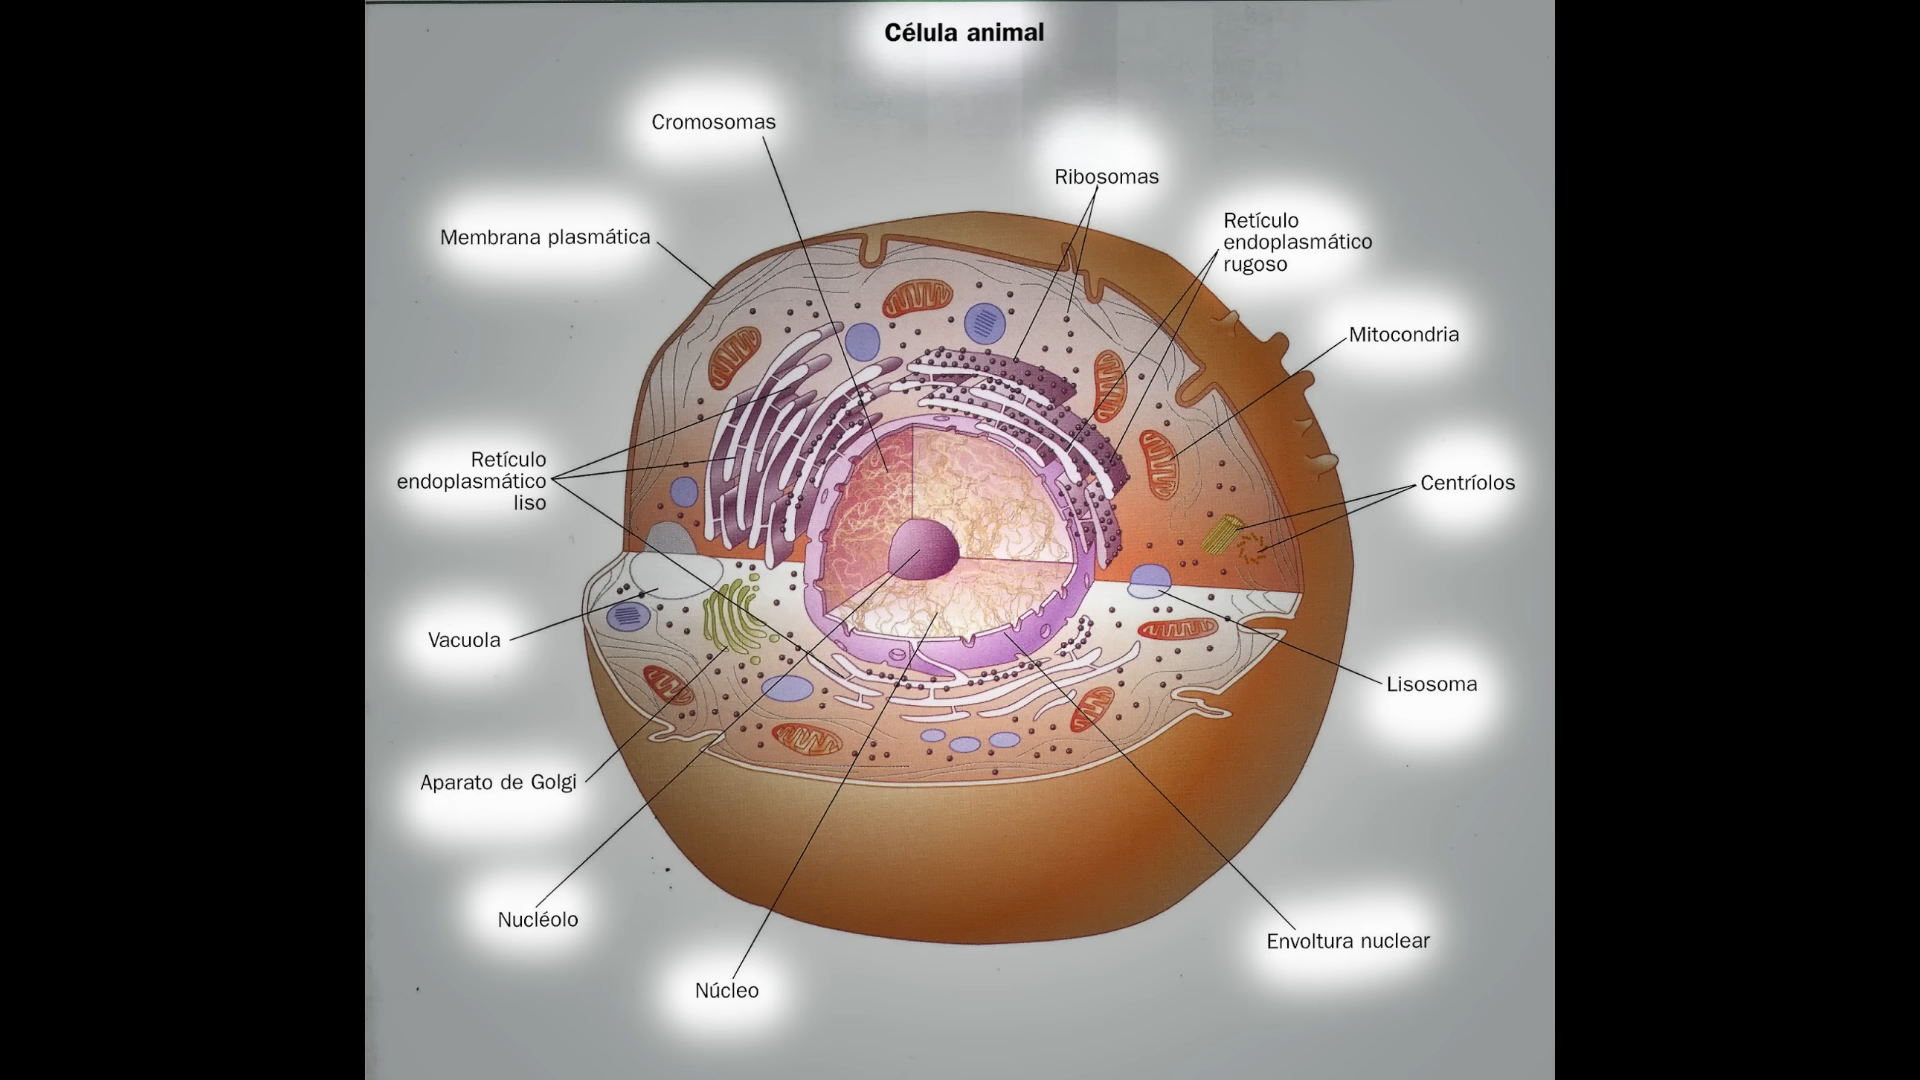 Célula animal
Cromosomas
Ribosomas
Retículo
endoplasmático
rugoso
Membrana plasmática
Mitocondria
Retículo
endoplasmático
liso
Centríolos
Vacuola
Lisosoma
Aparato de Golgi
Nucléolo
Envoltura nuclear
Núcleo